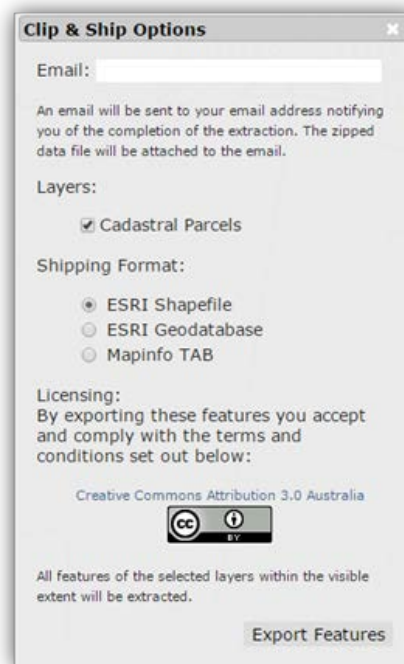 Clip & Ship Options
Email:
An email will be sent to your email address notifying
you of the completion of the extraction. The zipped
data file will be attached to the email.
Layers:
Cadastral Parcels
Shipping Format:
ESRI Shapefile
ESRI Geodatabase
Mapinfo TAB
Licensing:
By exporting these features you accept
and comply with the terms and
conditions set out below:
Creative Commons Attribution 3.0 Australia
cc
BY
All features of the selected layers within the visible
extent will be extracted.
Export Features